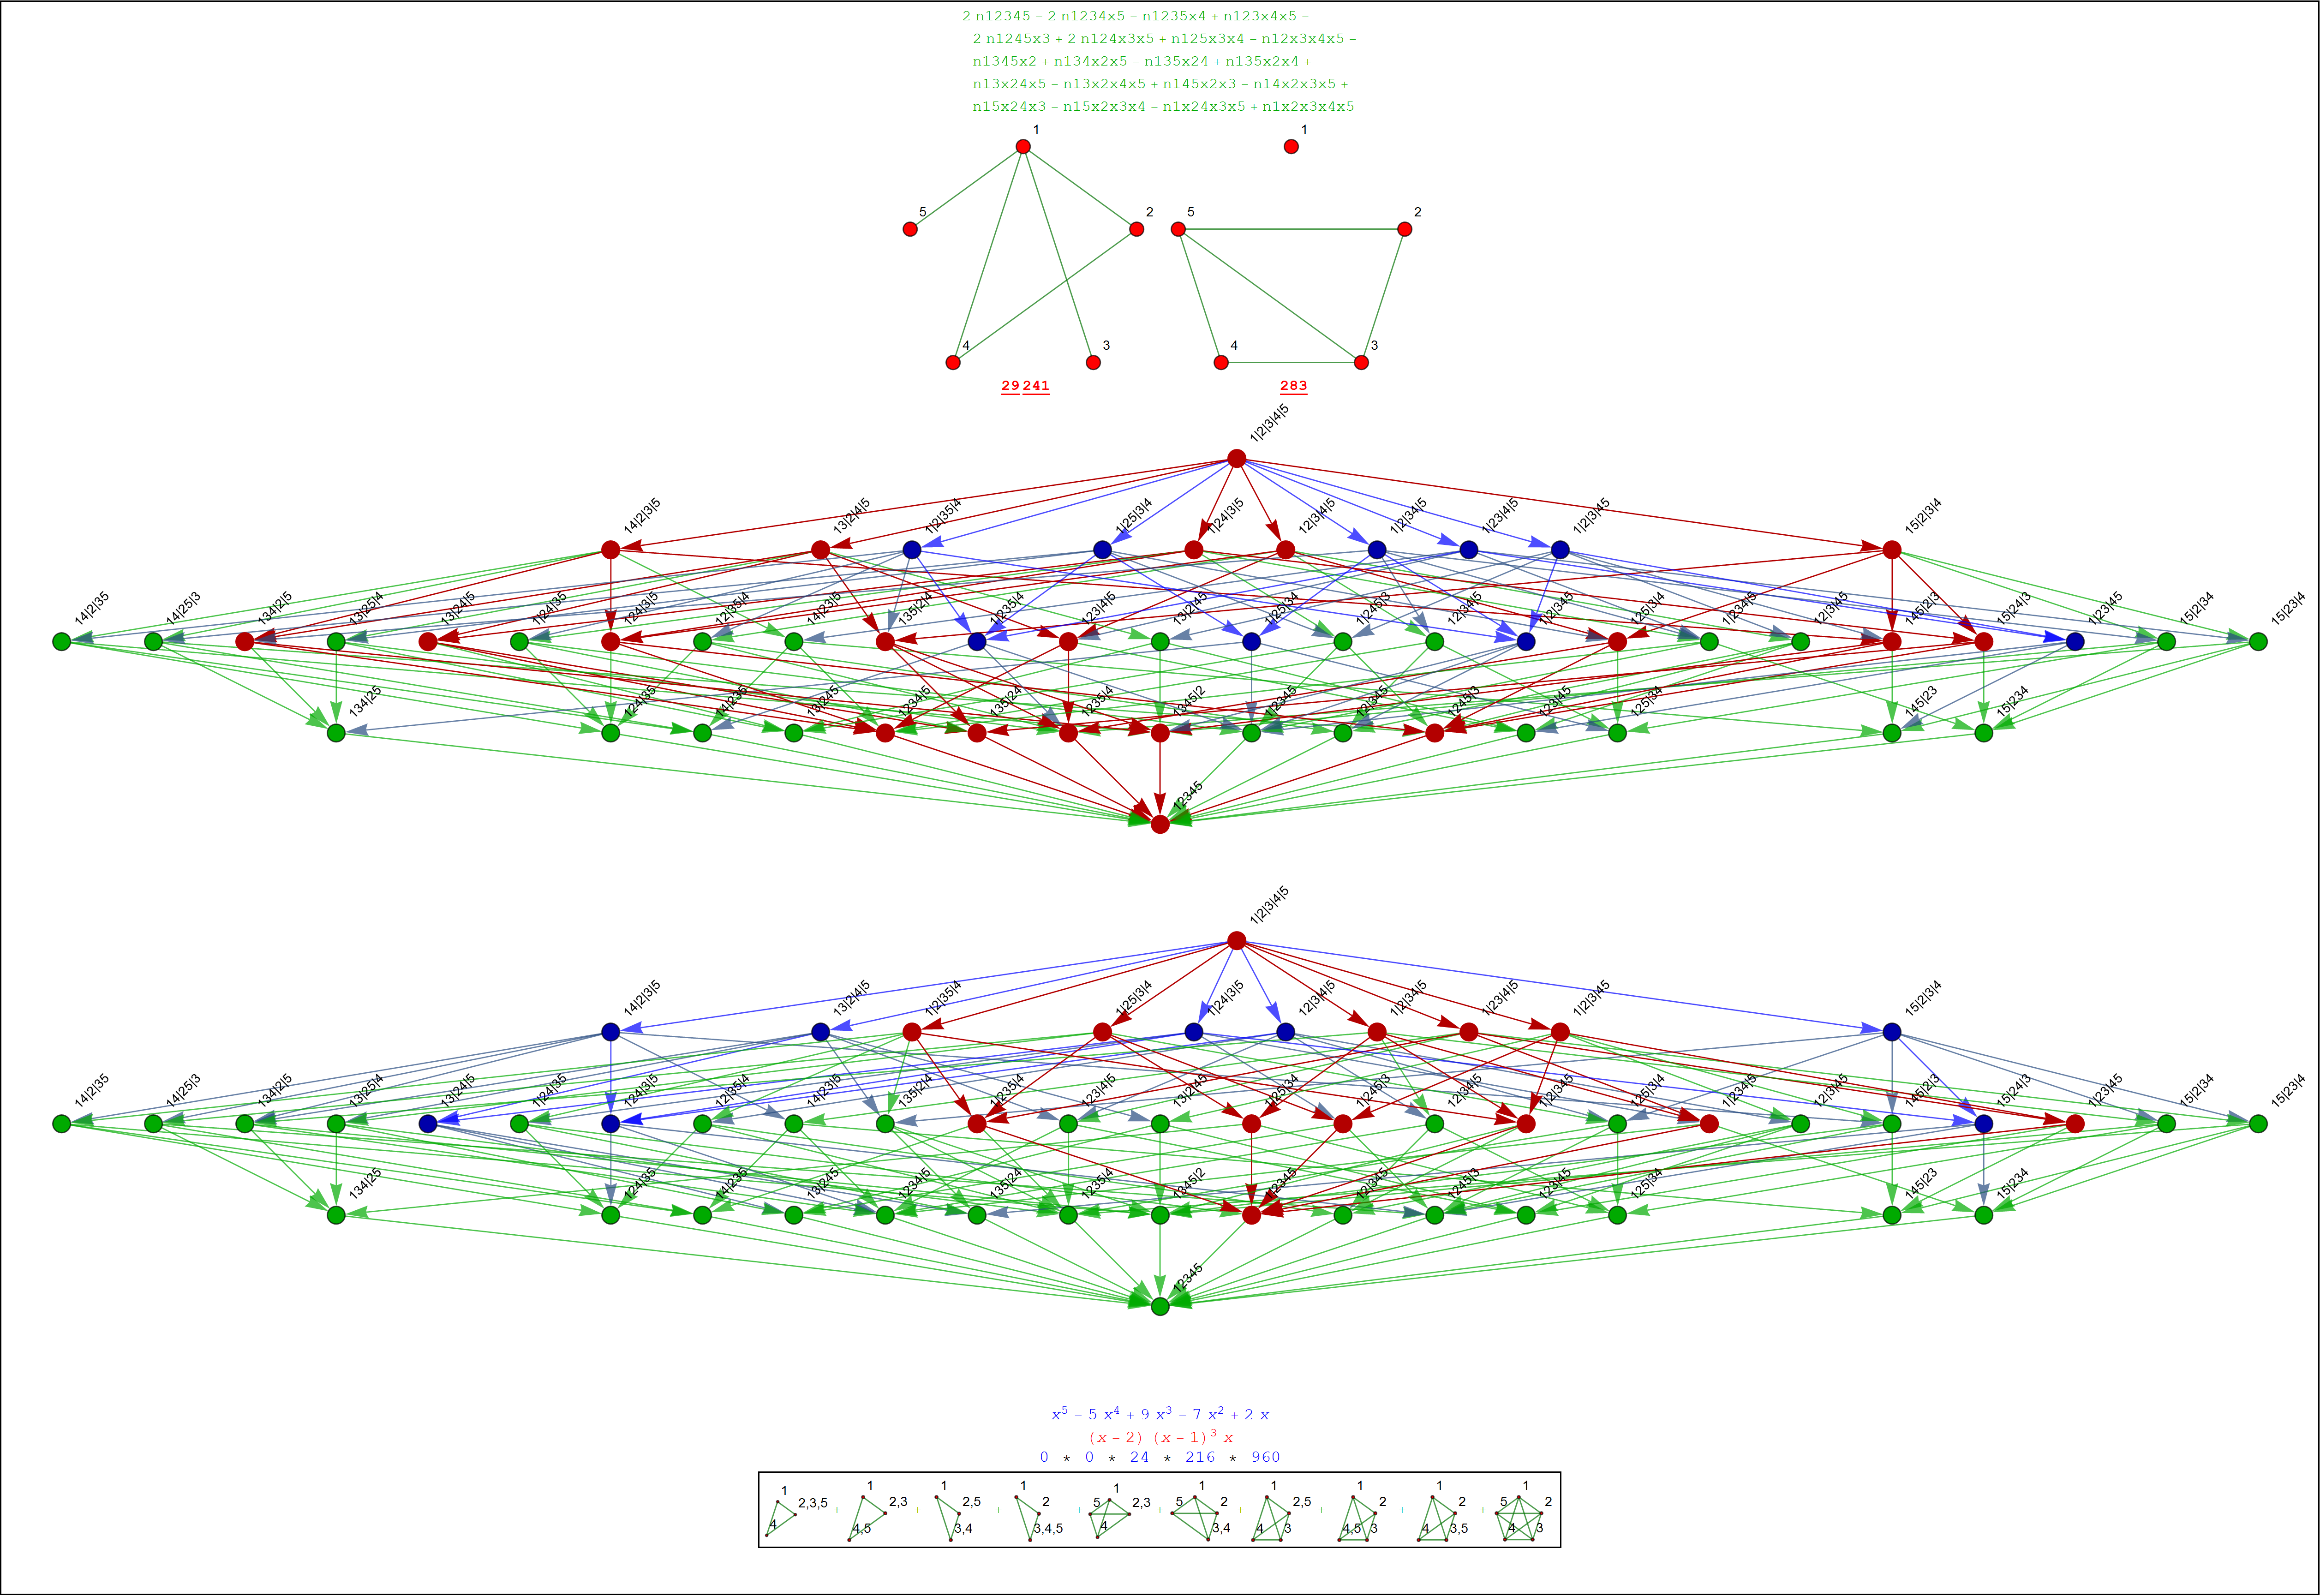 2 n12345 – 2 n1234x5 – n1235x4 + n123x4x5 –
2 n1245x3 + 2 n124x3x5 + n125x3x4 – n12x3x4x5 –
n1345x2 + n134x2x5 – n135x24 + n135x2x4 +
n13x24x5 – n13x2x4x5 + n145x2x3 – n14x2x3x5 +
n15x24x3 – n15x2x3x4 – n1x24x3x5 + n1x2x3x4x5
1 1
5 2 5 2
4 3 4 3
29 241 283
1|2|3|4|5
14|2|3|5 13|2|4|5 1|2|35|4 1|25|3|4 1|24|3|5 12|3|4|5 1|2|34|5 1|23|4|5 1|2|3|45 15|2|3|4
14|2|35 14|25|3 134|2|5 13|25|4 13|24|5 1|24|35 124|3|5 12|35|4 14|23|5 135|2|4 1|235|4 123|4|5 13|2|45 1|25|34 1|245|3 12|34|5 1|2|345 125|3|4 1|234|5 12|3|45 145|2|3 15|24|3 1|23|45 15|2|34 15|23|4
134|25 124|35 14|235 13|245 1234|5 135|24 1235|4 1345|2 1|2345 12|345 1245|3 123|45 125|34 145|23 15|234
12345
1|2|3|4|5
14|2|3|5 13|2|4|5 1|2|35|4 1|25|3|4 1|24|3|5 12|3|4|5 1|2|34|5 1|23|4|5 1|2|3|45 15|2|3|4
14|2|35 14|25|3 134|2|5 13|25|4 13|24|5 1|24|35 124|3|5 12|35|4 14|23|5 135|2|4 1|235|4 123|4|5 13|2|45 1|25|34 1|245|3 12|34|5 1|2|345 125|3|4 1|234|5 12|3|45 145|2|3 15|24|3 1|23|45 15|2|34 15|23|4
134|25 124|35 14|235 13|245 1234|5 135|24 1235|4 1345|2 1|2345 12|345 1245|3 123|45 125|34 145|23 15|234
12345
x⁵ – 5 x⁴ + 9 x³ – 7 x² + 2 x
(x – 2) (x – 1)³ x
0 * 0 * 24 * 216 * 960
1 2,3,5 4 + 1 2,3 4,5 + 1 2,5 3,4 + 1 2 3,4,5 + 5 1 2,3 4 + 5 1 2 3,4 + 1 2,5 4 3 + 1 2 4,5 3 + 1 2 4 3,5 + 5 1 2 4 3